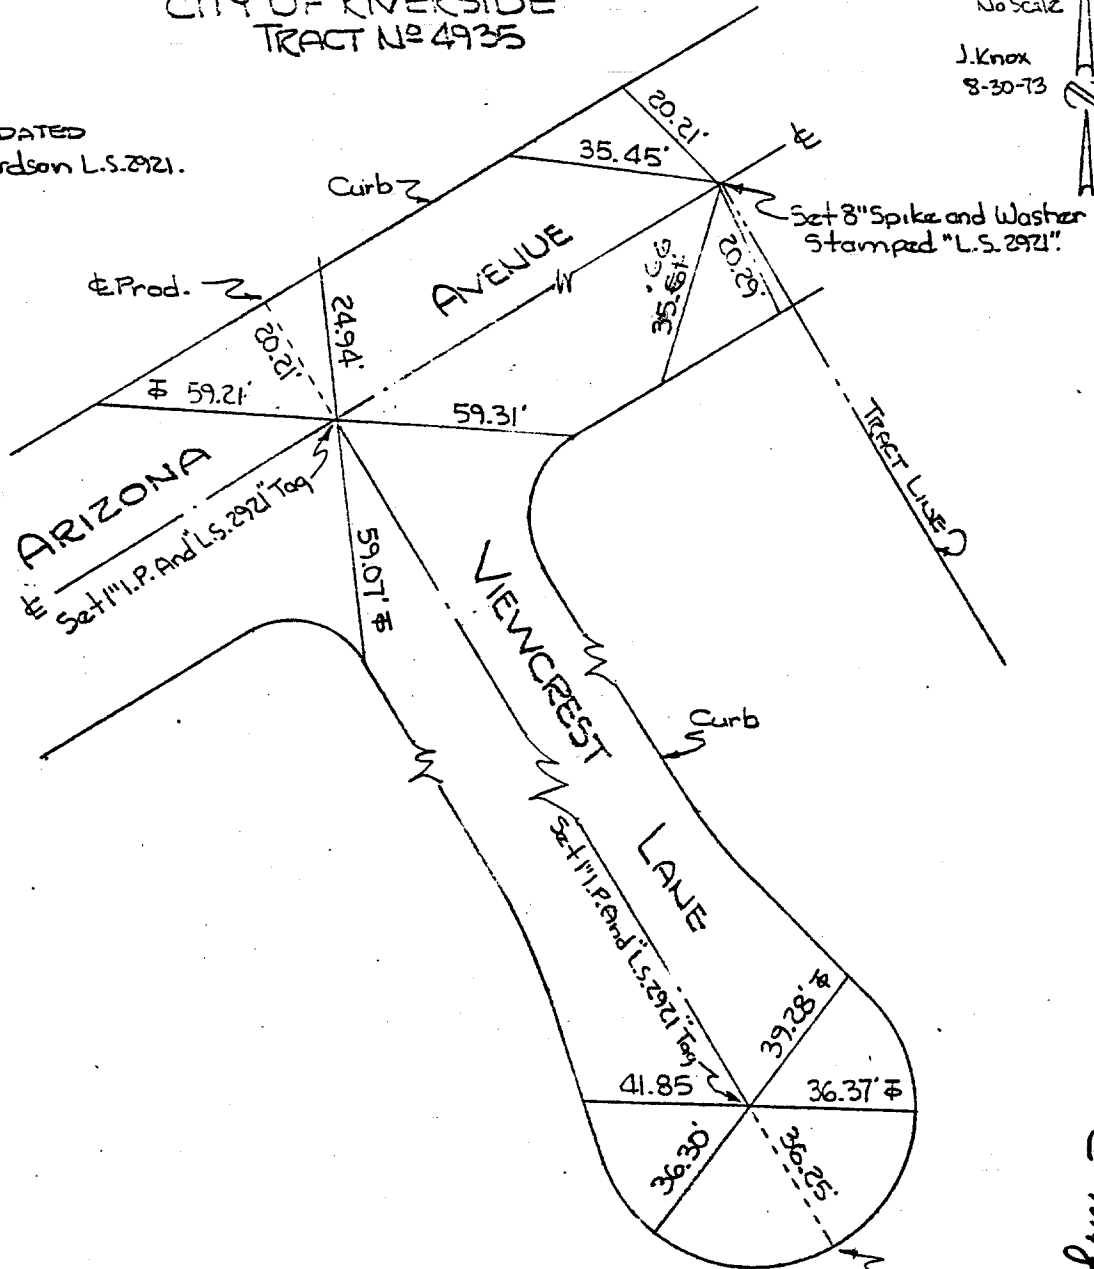 CITY OF RIVERSIDE
TRACT Nº 4935
No Scale
J. Knox
8-30-73
DATED
rdson L.S. 2921.
Curb
20.21'
35.45'
Set 8" Spike and Washer
Stamped "L.S. 2921".
℄ Prod.
AVENUE
24.94'
35.61'
20.29'
59.21'
59.31'
ARIZONA
Set 1" I.P. And "L.S. 2921" Tag
59.07'
TRACT LINE
VIEWCREST
LANE
Curb
Set 1" I.P. And "L.S. 2921" Tag
39.28'
41.85
36.37'
36.30'
36.25'